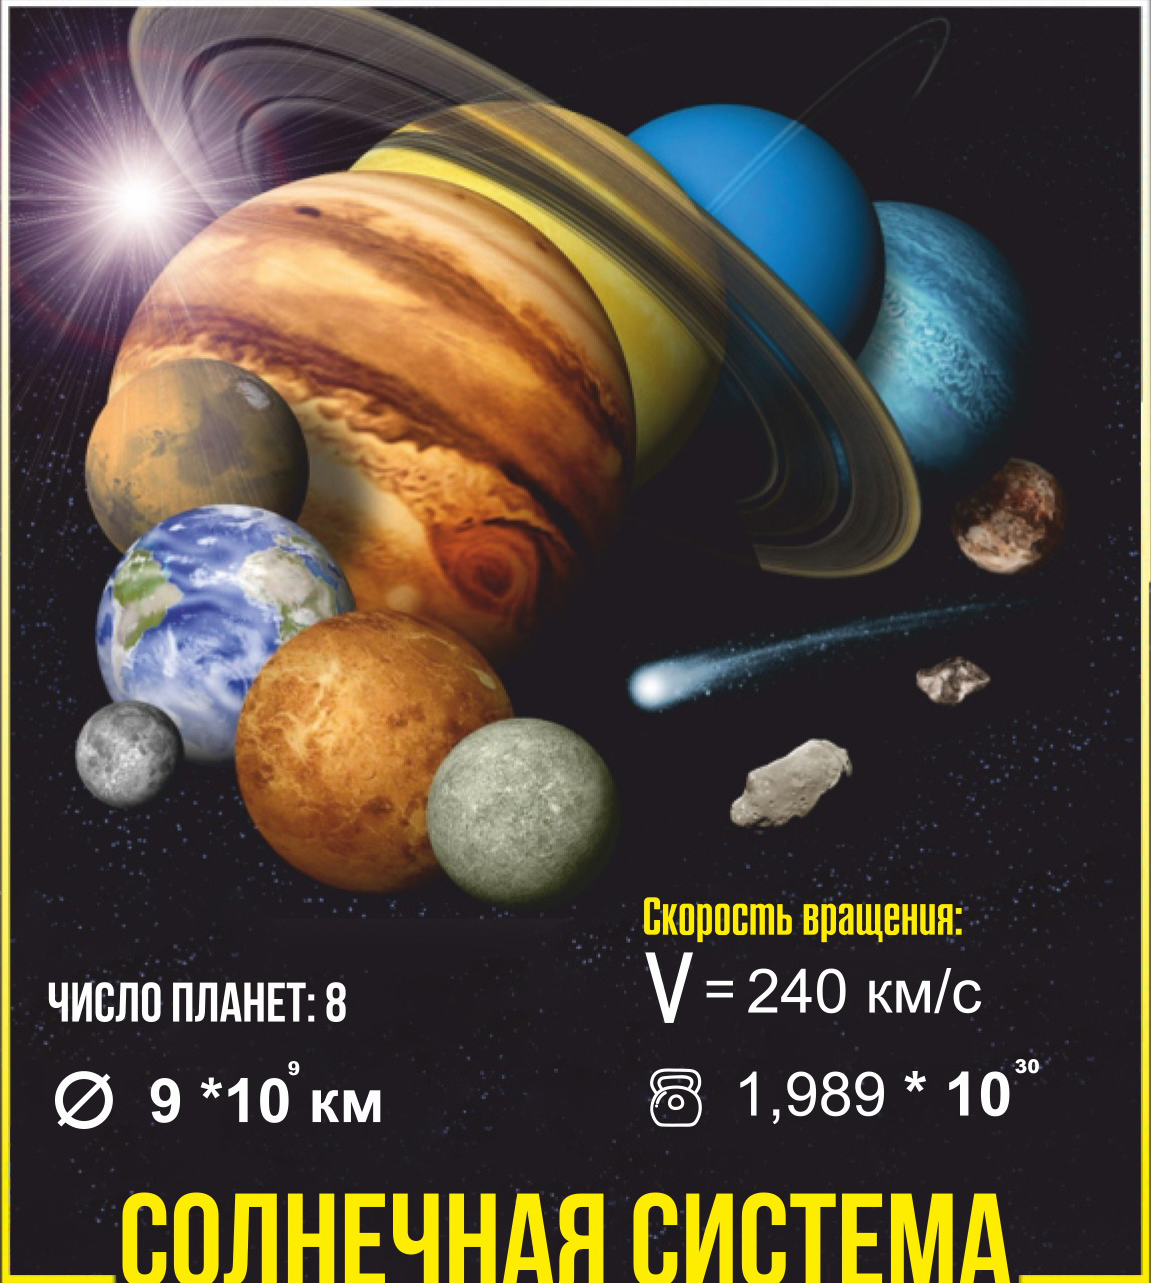 Скорость вращения:
V = 240 км/с
ЧИСЛО ПЛАНЕТ: 8
Ø 9 *10⁹ км
1,989 * 10³⁰
СОЛНЕЧНАЯ СИСТЕМА